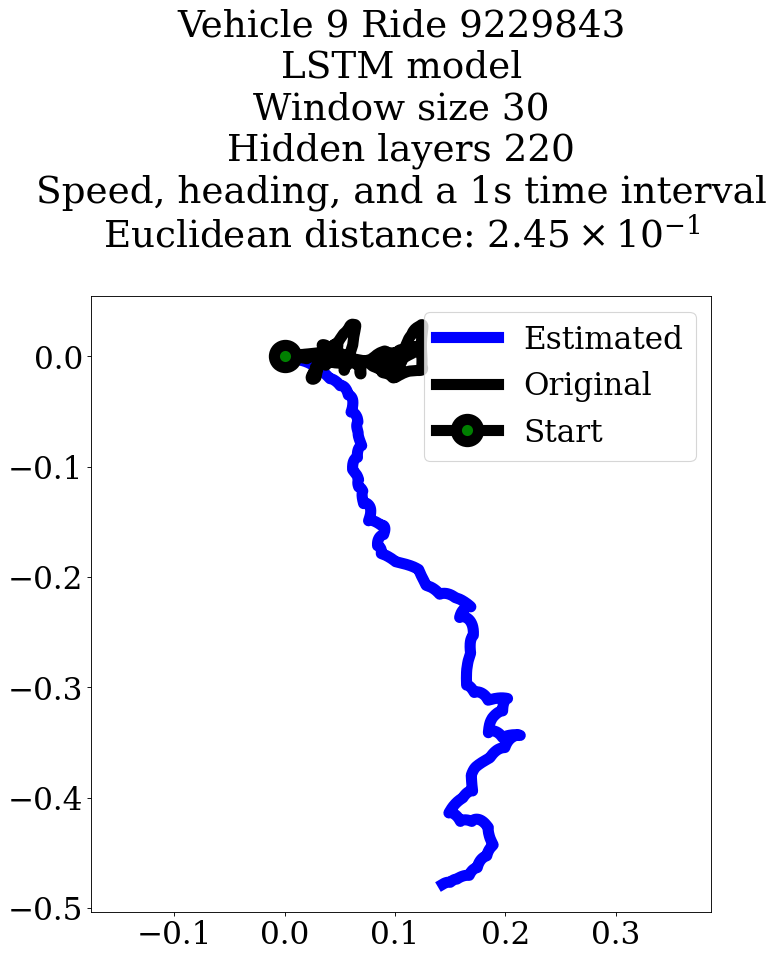 Vehicle 9 Ride 9229843
LSTM model
Window size 30
Hidden layers 220
Speed, heading, and a 1s time interval
Euclidean distance: 2.45 × 10⁻¹
Estimated
Original
Start
0.0
−0.1
−0.2
−0.3
−0.4
−0.5
−0.1 0.0 0.1 0.2 0.3